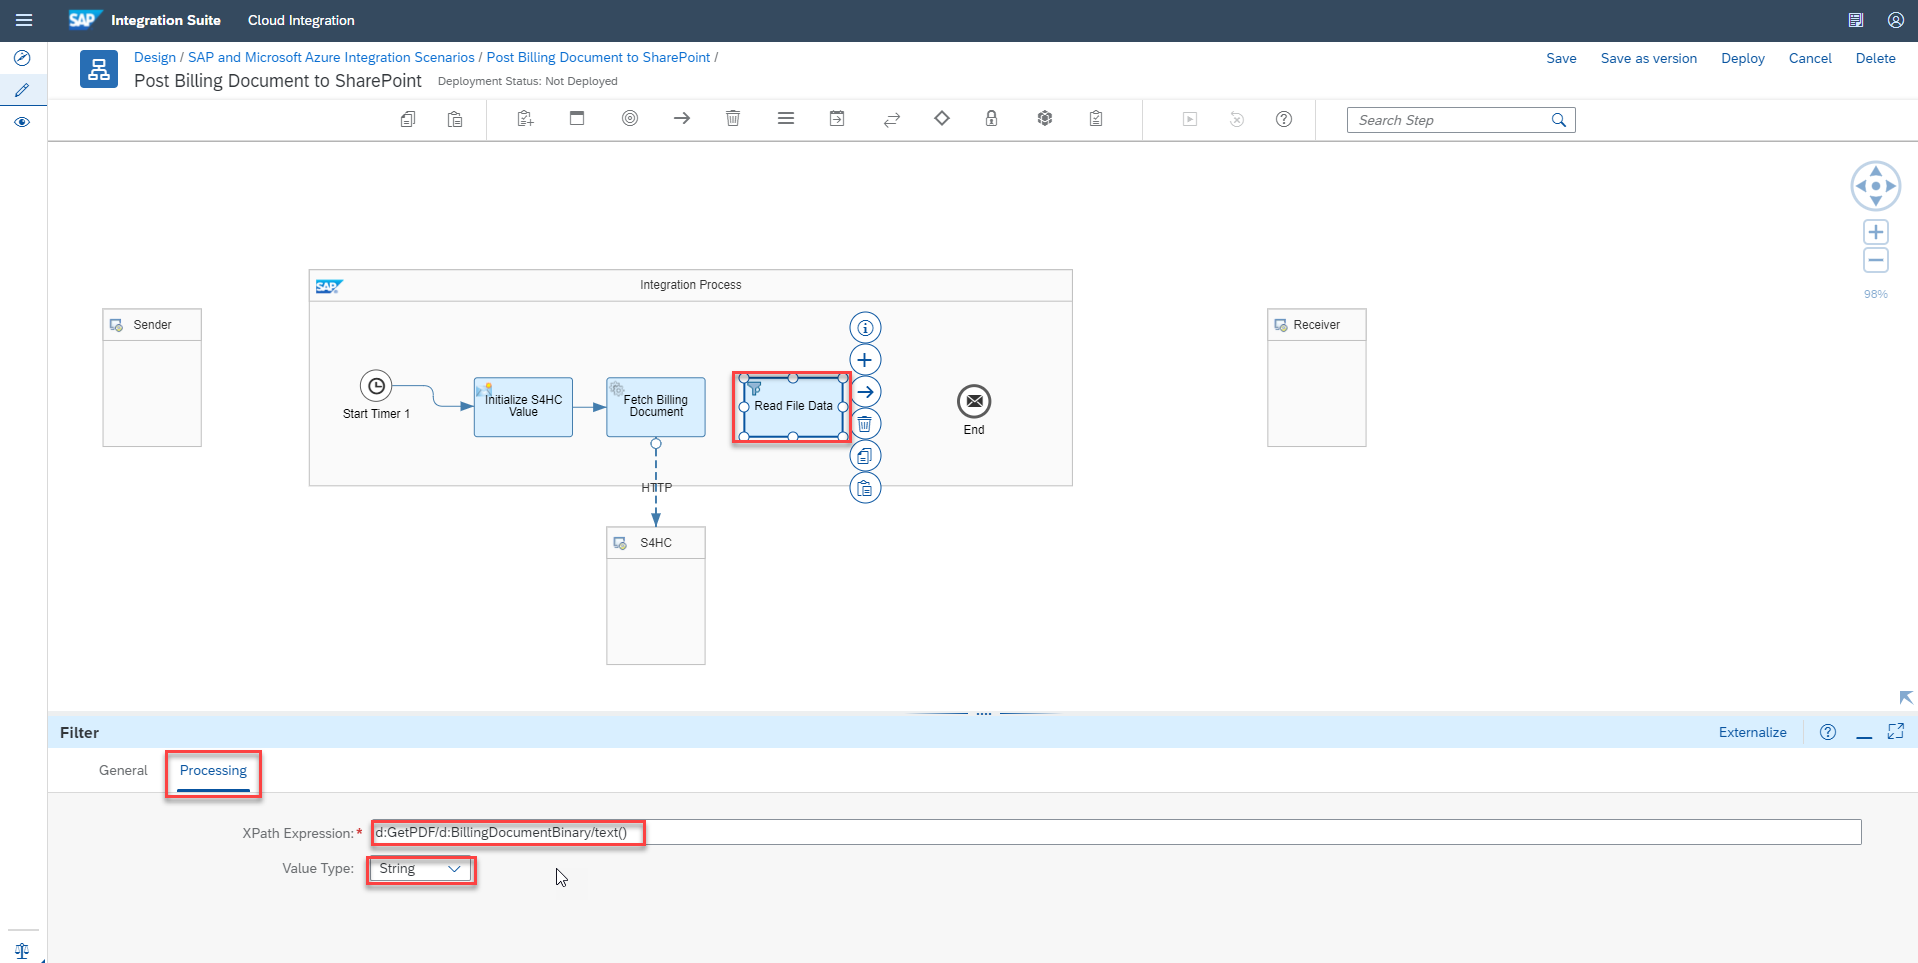 SAP Integration Suite Cloud Integration
Design / SAP and Microsoft Azure Integration Scenarios / Post Billing Document to SharePoint /
Post Billing Document to SharePoint Deployment Status: Not Deployed
Save Save as version Deploy Cancel Delete
Search Step
98%
SAP Integration Process
Sender
Receiver
Start Timer 1
Initialize S4HC
Value
Fetch Billing
Document
Read File Data
End
HTTP
S4HC
Filter
Externalize
General Processing
XPath Expression:* d:GetPDF/d:BillingDocumentBinary/text()
Value Type: String